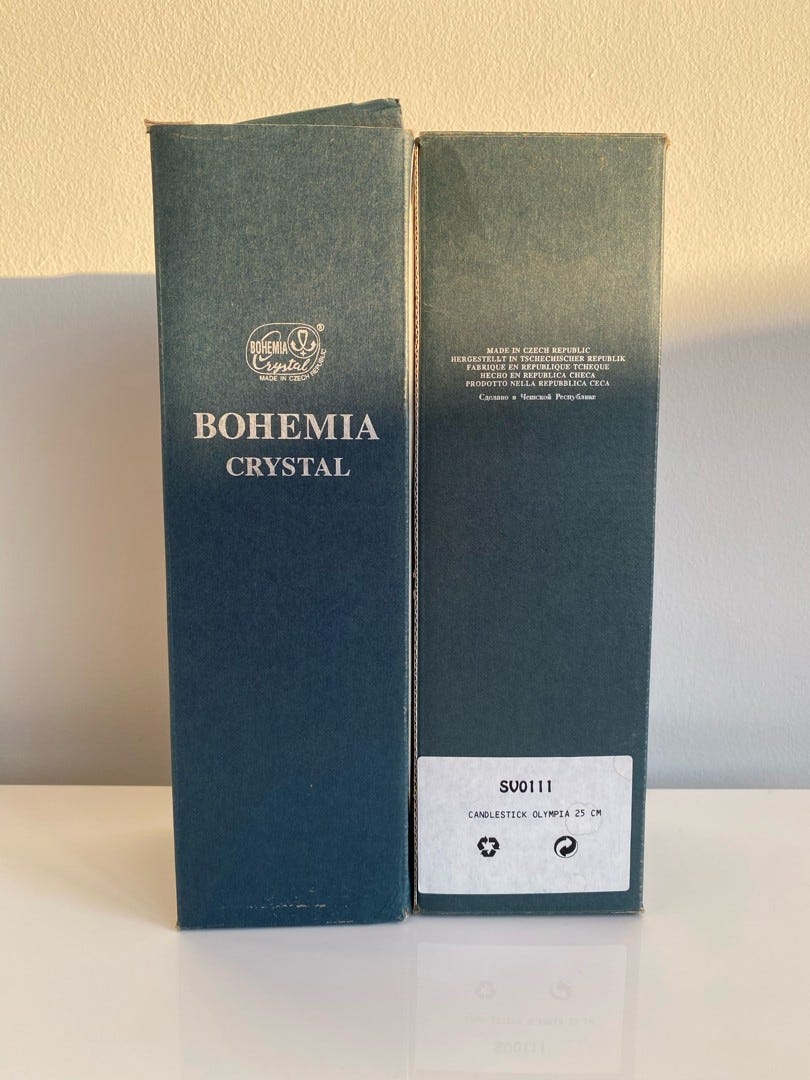 BOHEMIA
Crystal
®
MADE IN CZECH REPUBLIC
BOHEMIA
CRYSTAL
MADE IN CZECH REPUBLIC
HERGESTELLT IN TSCHECHISCHER REPUBLIK
FABRIQUE EN REPUBLIQUE TCHEQUE
HECHO EN REPUBLICA CHECA
PRODOTTO NELLA REPUBBLICA CECA
Сделано в Чешской Республике
SV0111
CANDLESTICK OLYMPIA 25 CM